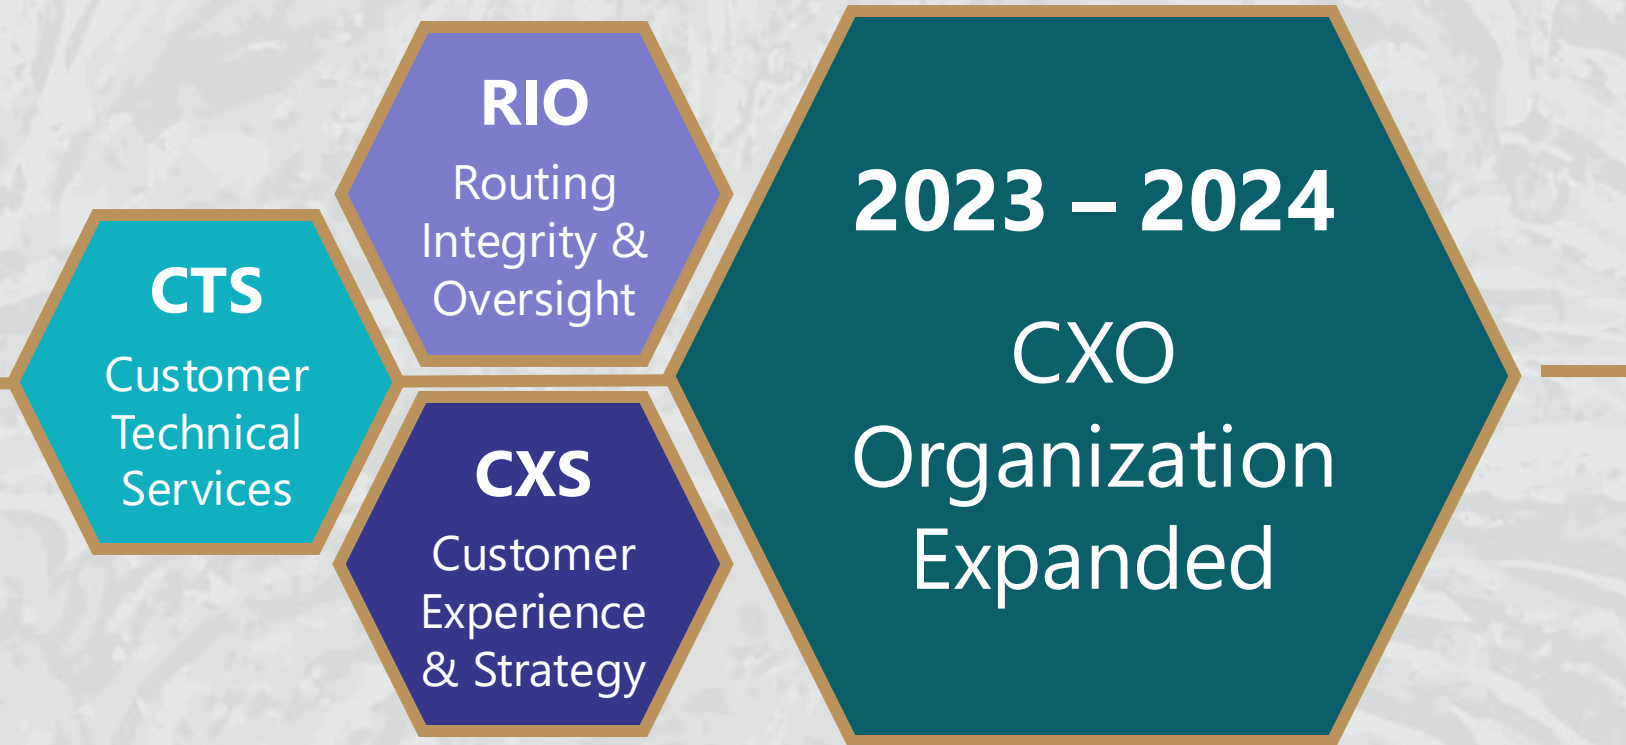 CTS
Customer
Technical
Services
RIO
Routing
Integrity &
Oversight
CXS
Customer
Experience
& Strategy
2023 – 2024
CXO
Organization
Expanded